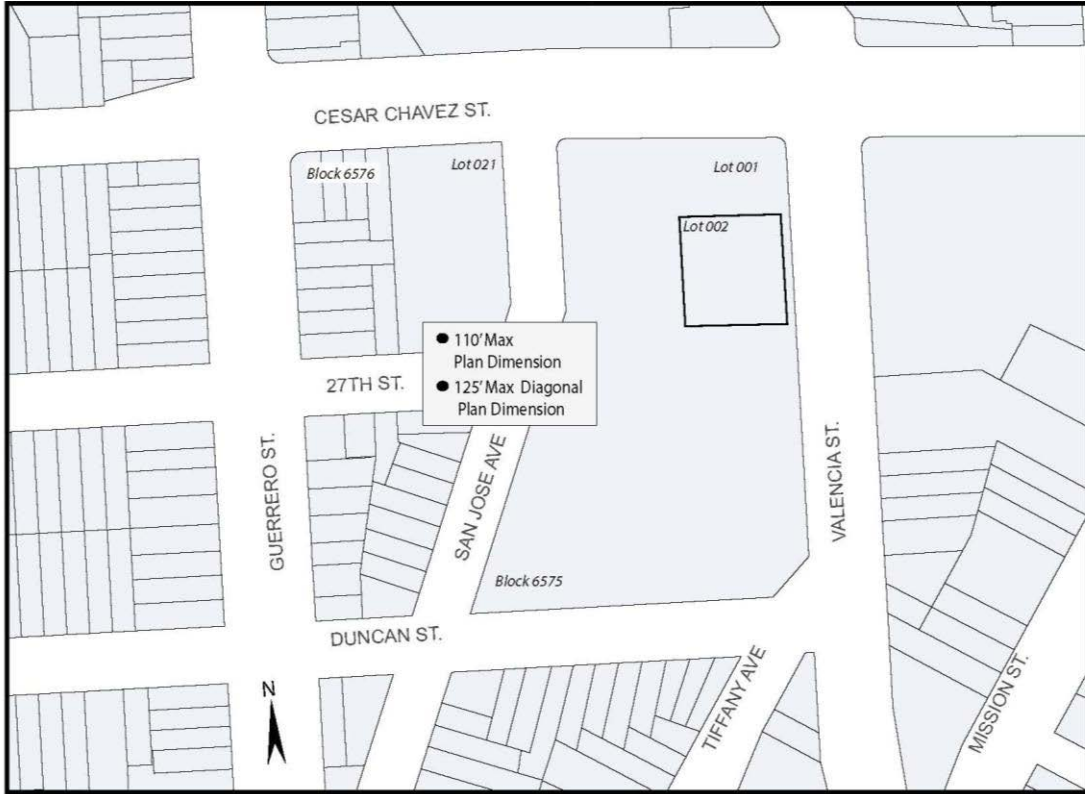 CESAR CHAVEZ ST.
Block 6576
Lot 021
Lot 001
Lot 002
● 110' Max
Plan Dimension
● 125' Max Diagonal
Plan Dimension
27TH ST.
GUERRERO ST.
SAN JOSE AVE
VALENCIA ST.
Block 6575
DUNCAN ST.
N
TIFFANY AVE
MISSION ST.